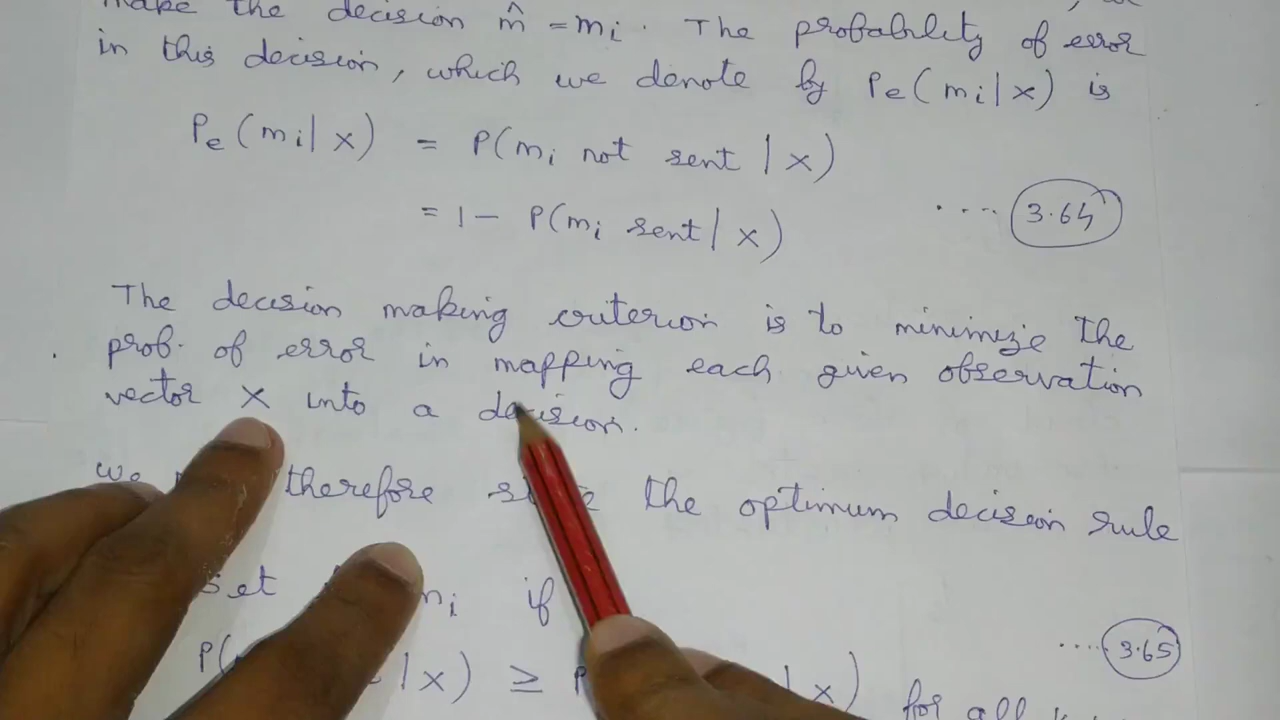 make the decision m̂ = mi. The probability of error
in this decision, which we denote by Pe(mi|x) is
Pe(mi|x) = P(mi not sent | x)
= 1 - P(mi sent | x) .... 3.64
The decision making criterion is to minimize the
prob. of error in mapping each given observation
vector X into a decision.
we therefore the optimum decision rule
set mi if
.... 3.65
P( | x) ≥ P | x) for all